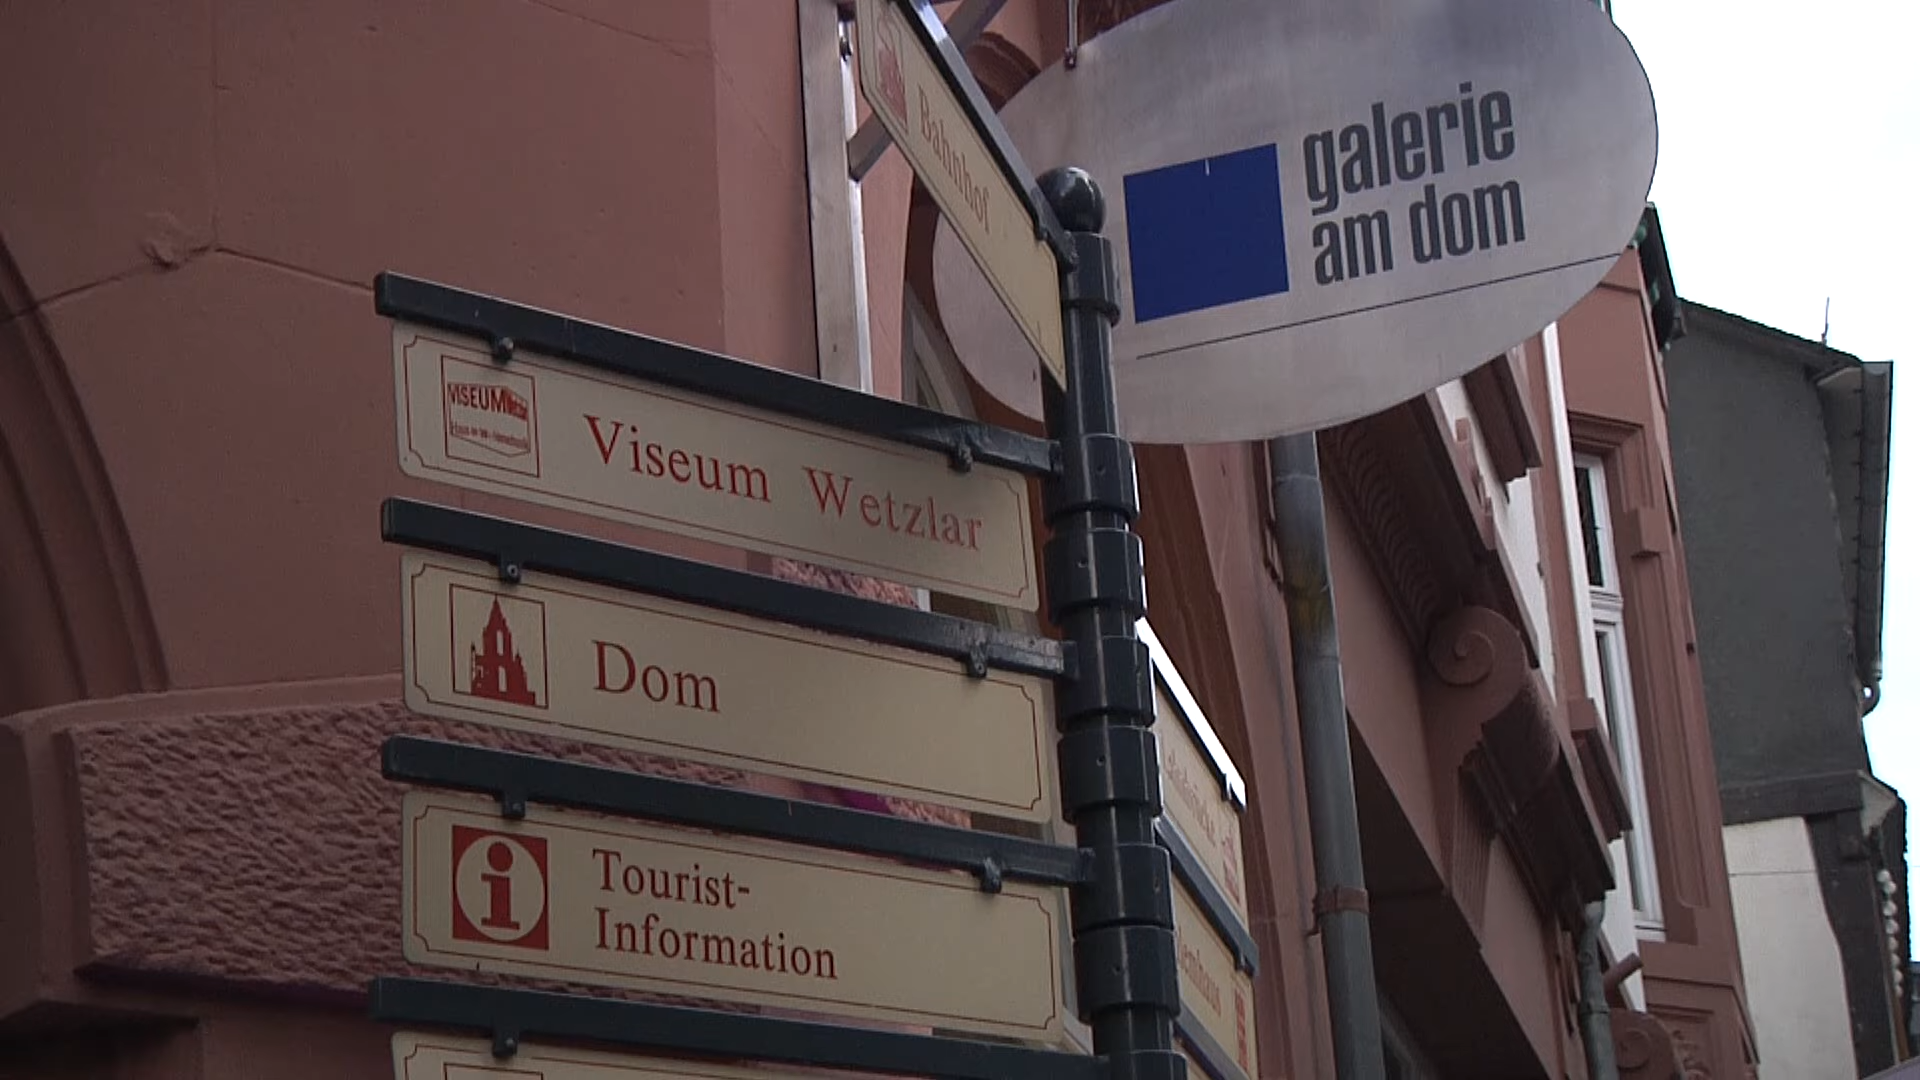 Bahnhof
galerie
am dom
VISEUM
Viseum Wetzlar
Dom
Tourist-
Information